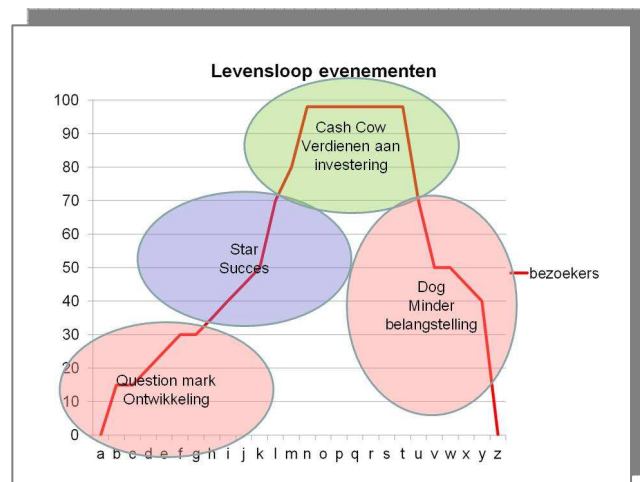 Levensloop evenementen
100
90
80
70
60
50
40
30
20
10
0
Cash Cow
Verdienen aan
investering
Star
Succes
Dog
Minder
belangstelling
Question mark
Ontwikkeling
bezoekers
a b c d e f g h i j k l m n o p q r s t u v w x y z